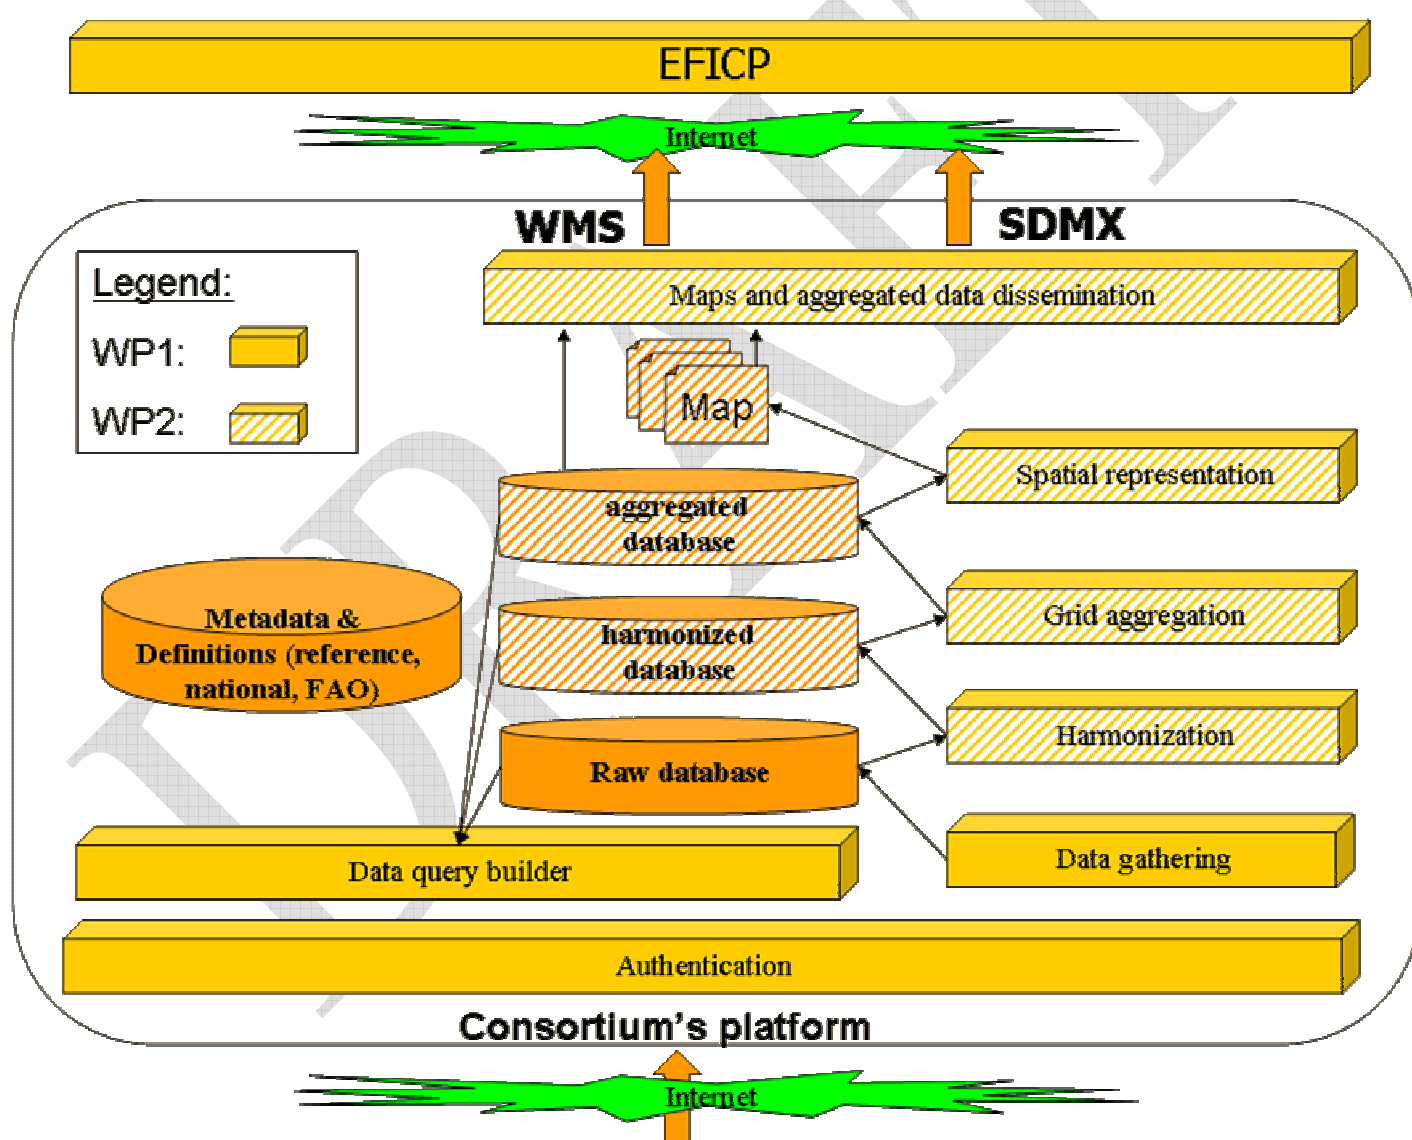 EFICP
Internet
WMS
SDMX
Legend:
WP1:
WP2:
Maps and aggregated data dissemination
Map
Spatial representation
aggregated
database
Grid aggregation
Metadata &
Definitions (reference,
national, FAO)
harmonized
database
Harmonization
Raw database
Data gathering
Data query builder
Authentication
Consortium's platform
Internet
DRAFT